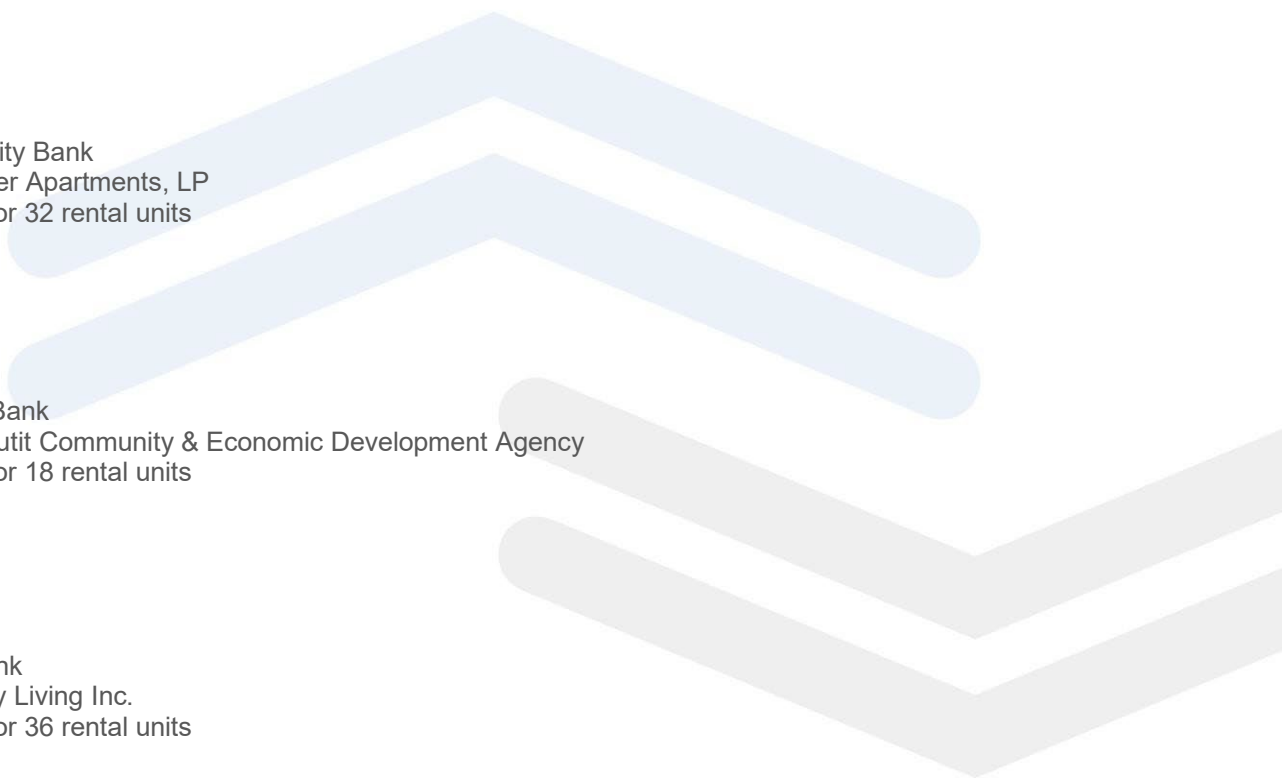 ity Bank
er Apartments, LP
or 32 rental units
Bank
utit Community & Economic Development Agency
or 18 rental units
nk
y Living Inc.
or 36 rental units